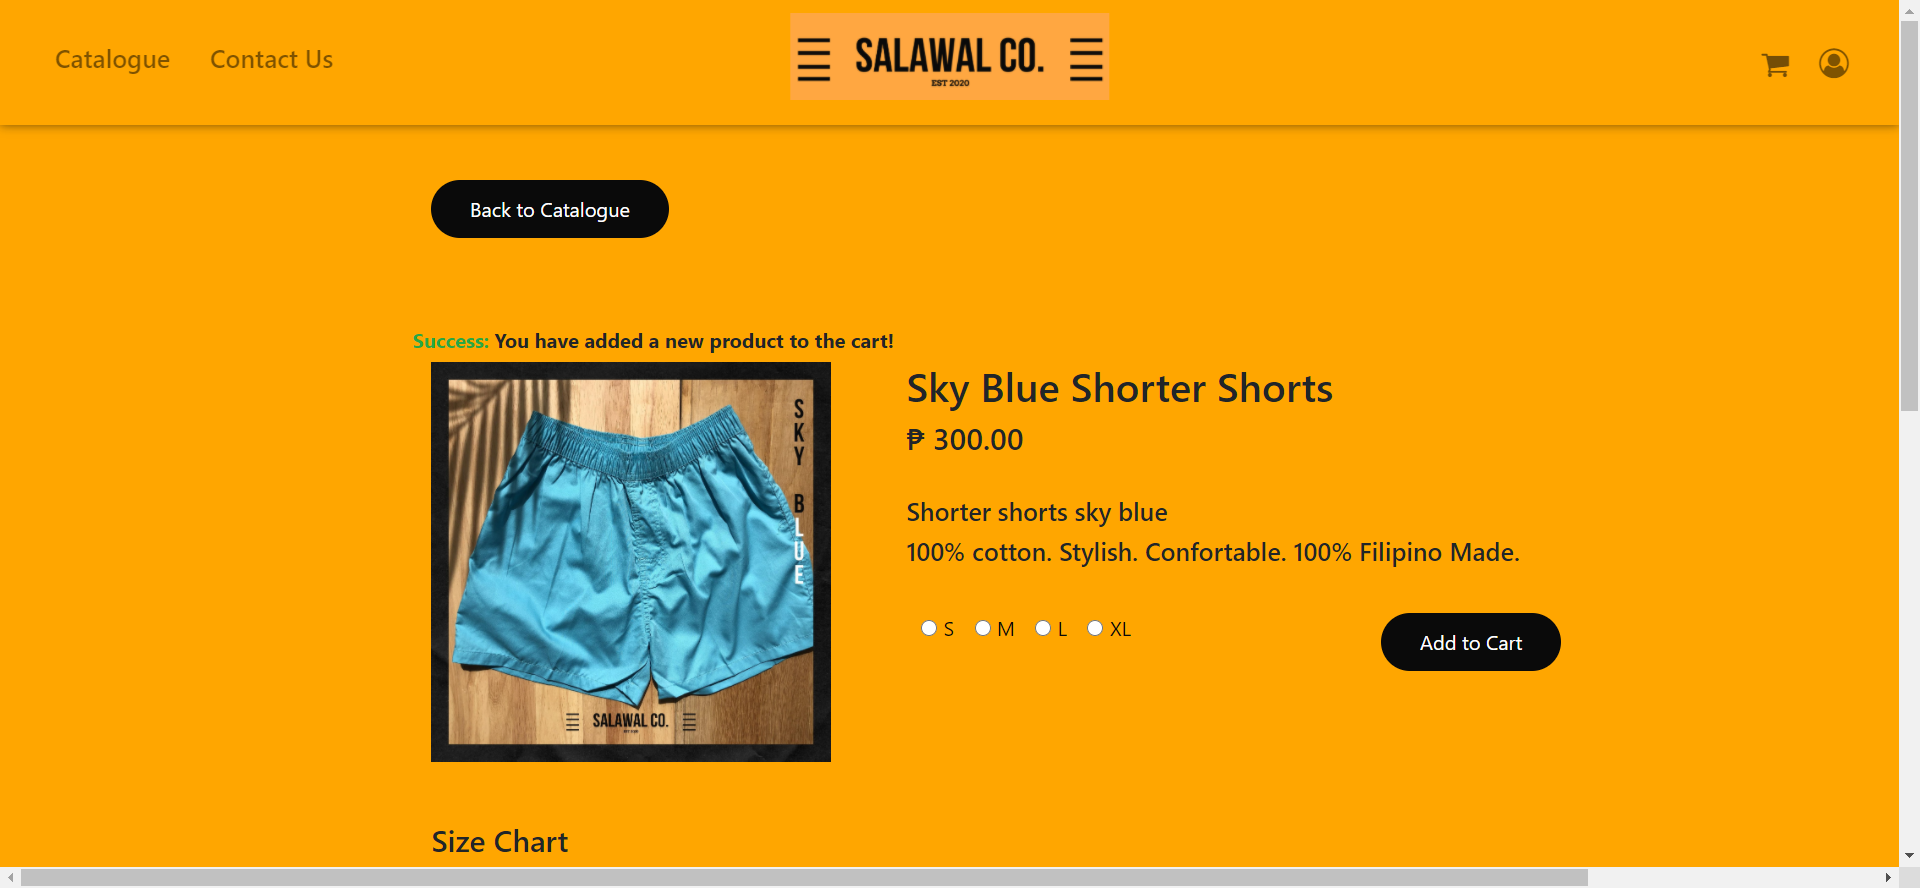 Catalogue
Contact Us
SALAWAL CO.
EST 2020
Back to Catalogue
Success: You have added a new product to the cart!
SKY BLUE
SALAWAL CO.
Sky Blue Shorter Shorts
₱ 300.00
Shorter shorts sky blue
100% cotton. Stylish. Confortable. 100% Filipino Made.
S
M
L
XL
Add to Cart
Size Chart